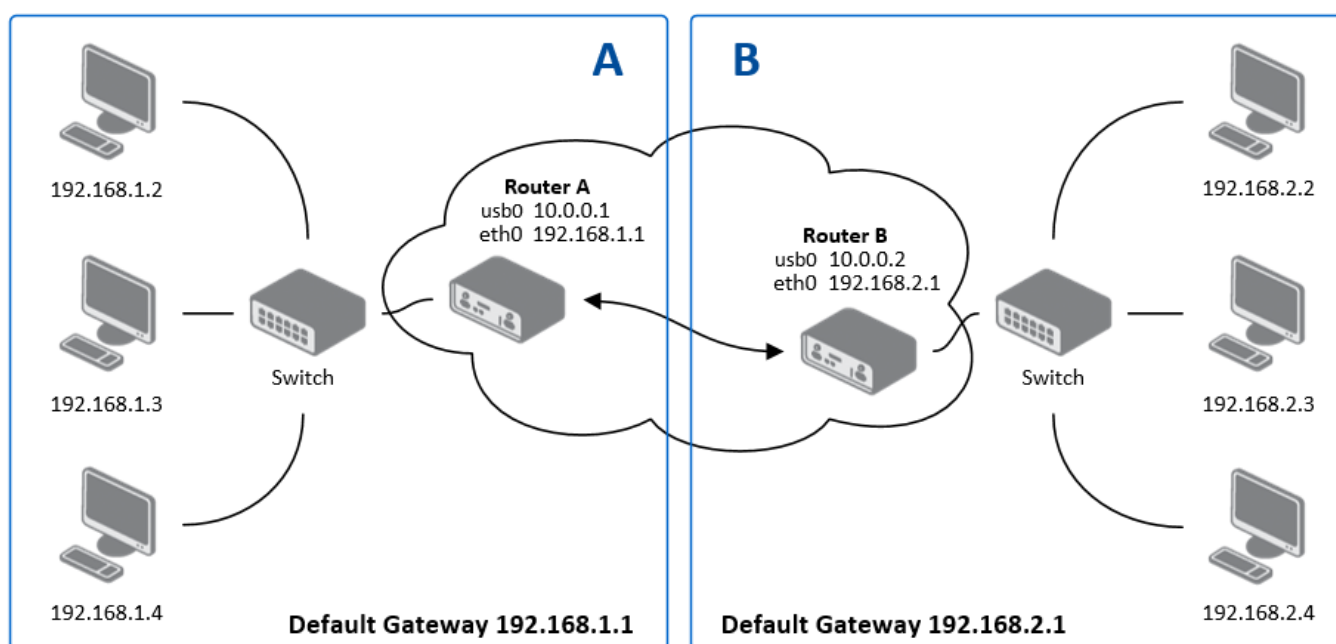 A
B
192.168.1.2
192.168.1.3
192.168.1.4
Switch
Router A
usb0 10.0.0.1
eth0 192.168.1.1
Default Gateway 192.168.1.1
Router B
usb0 10.0.0.2
eth0 192.168.2.1
Switch
192.168.2.2
192.168.2.3
192.168.2.4
Default Gateway 192.168.2.1